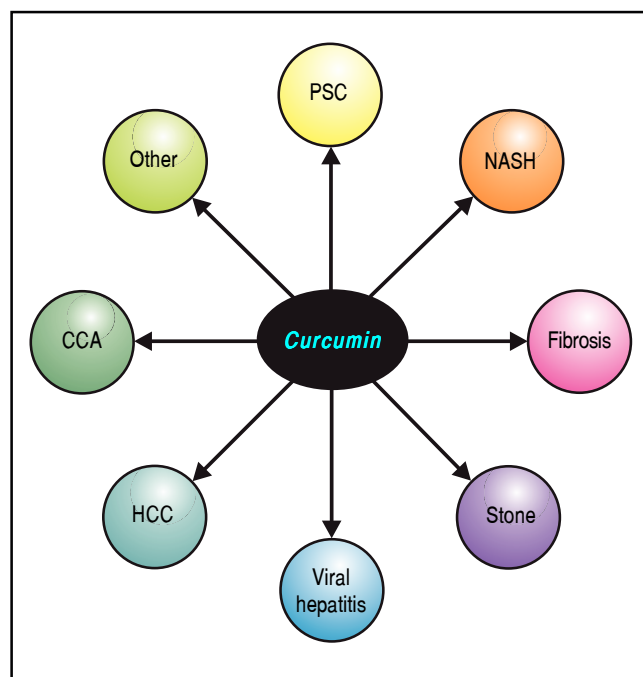 PSC
Other
NASH
CCA
Curcumin
Fibrosis
HCC
Stone
Viral
hepatitis